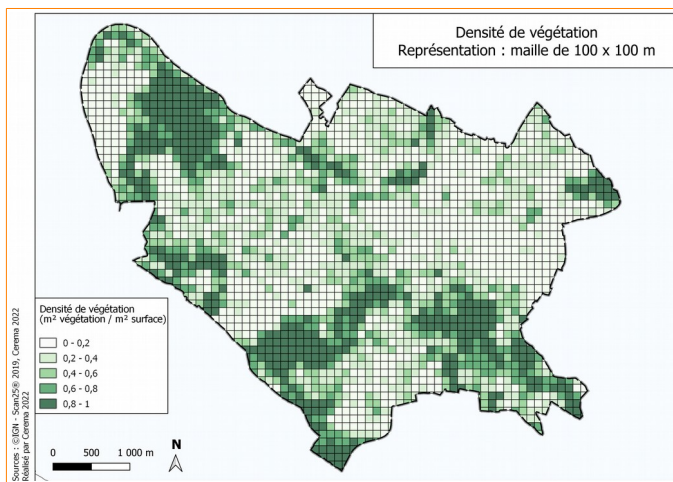 Densité de végétation
Représentation : maille de 100 x 100 m
Densité de végétation
(m² végétation / m² surface)
0 - 0,2
0,2 - 0,4
0,4 - 0,6
0,6 - 0,8
0,8 - 1
0 500 1 000 m
N
Sources : ©IGN - Scan25® 2019, Cerema 2022
Réalisé par Cerema 2022